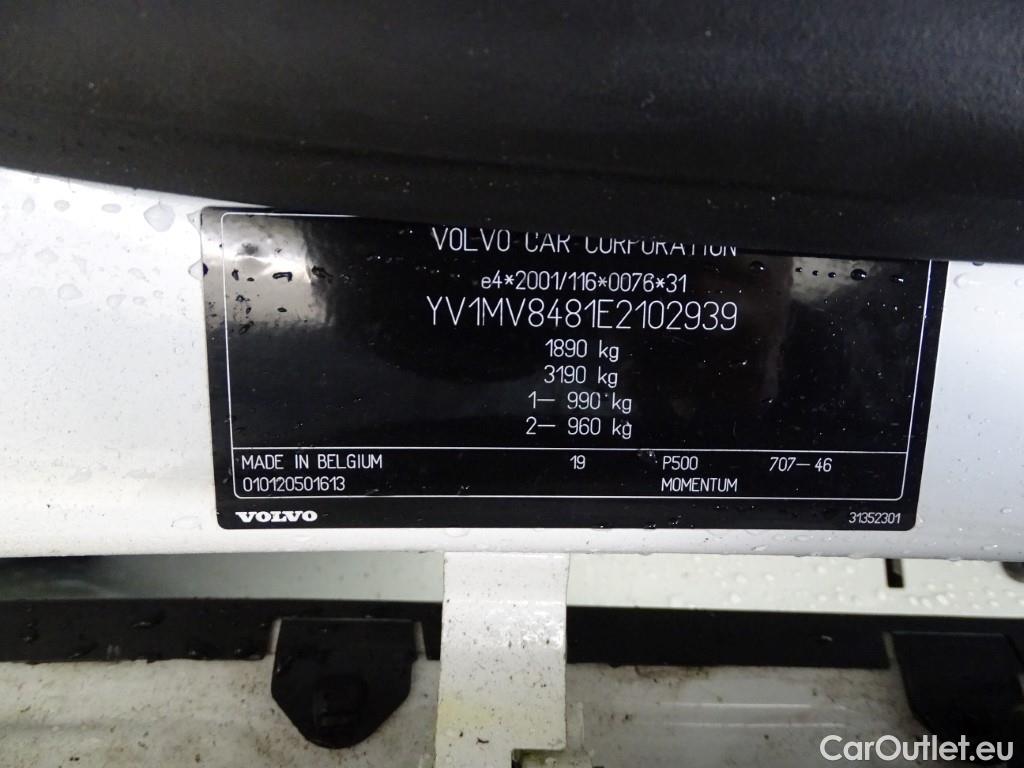 VOLVO CAR CORPORATION
e4*2001/116*0076*31
YV1MV8481E2102939
1890 kg
3190 kg
1– 990 kg
2– 960 kg
MADE IN BELGIUM 19 P500 707–46
010120501613 MOMENTUM
VOLVO 31352301
CarOutlet.eu